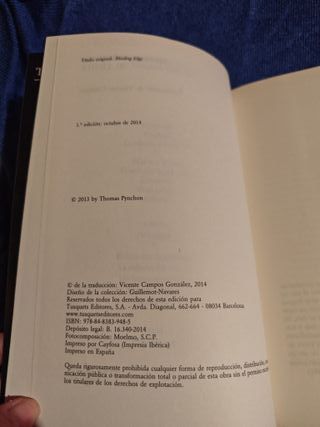 Título original: Bleeding Edge
1.ª edición: octubre de 2014
© 2013 by Thomas Pynchon
© de la traducción: Vicente Campos González, 2014
Diseño de la colección: Guillemot-Navares
Reservados todos los derechos de esta edición para
Tusquets Editores, S.A. - Avda. Diagonal, 662-664 - 08034 Barcelona
www.tusquetseditores.com
ISBN: 978-84-8383-948-5
Depósito legal: B. 16.340-2014
Fotocomposición: Moelmo, S.C.P.
Impreso por Cayfosa (Impresia Ibérica)
Impreso en España
Queda rigurosamente prohibida cualquier forma de reproducción, distribución,
nicación pública o transformación total o parcial de esta obra sin el permiso
los titulares de los derechos de explotación.